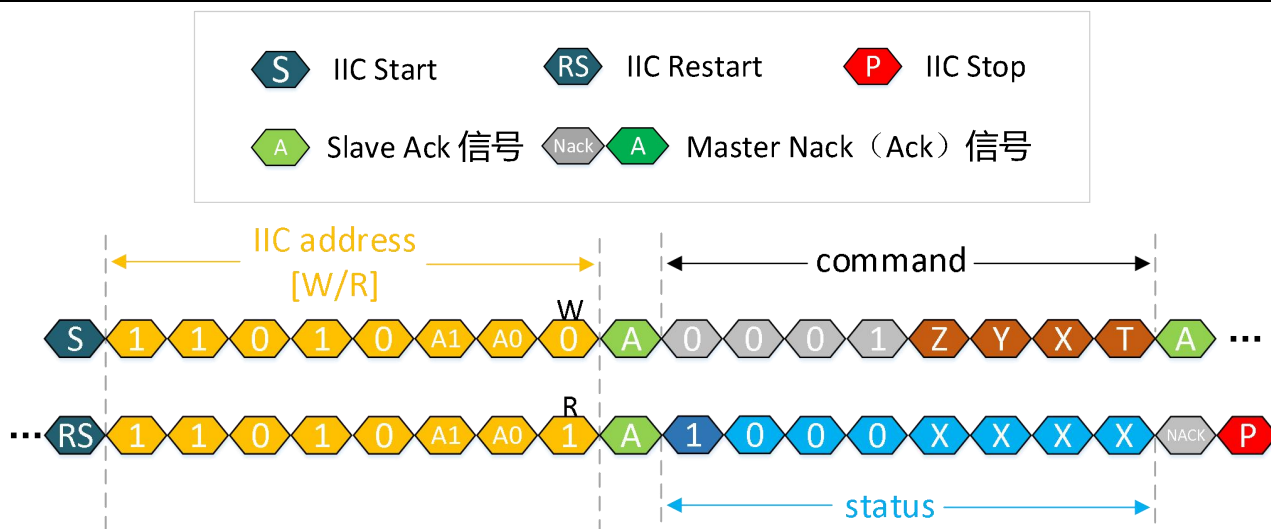 S IIC Start RS IIC Restart P IIC Stop
A Slave Ack 信号 Nack A Master Nack（Ack）信号
IIC address
[W/R]
command
W
S 1 1 0 1 0 A1 A0 0 A 0 0 0 1 Z Y X T A ...
R
... RS 1 1 0 1 0 A1 A0 1 A 1 0 0 0 X X X X NACK P
status